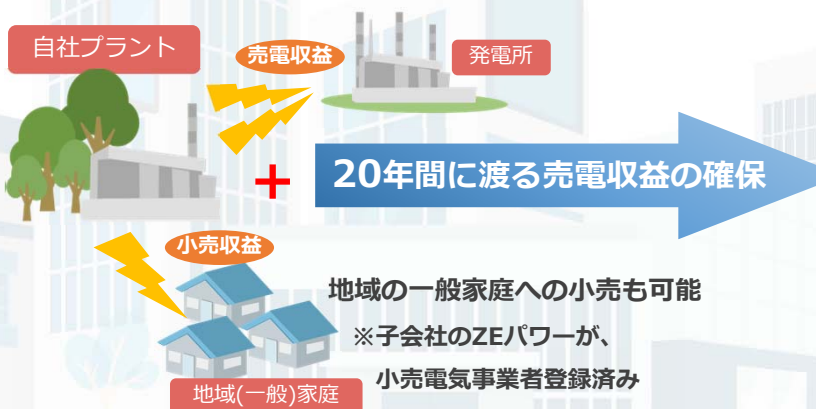 自社プラント
売電収益
発電所
+
20年間に渡る売電収益の確保
小売収益
地域の一般家庭への小売も可能
※子会社のZEパワーが、
小売電気事業者登録済み
地域(一般)家庭